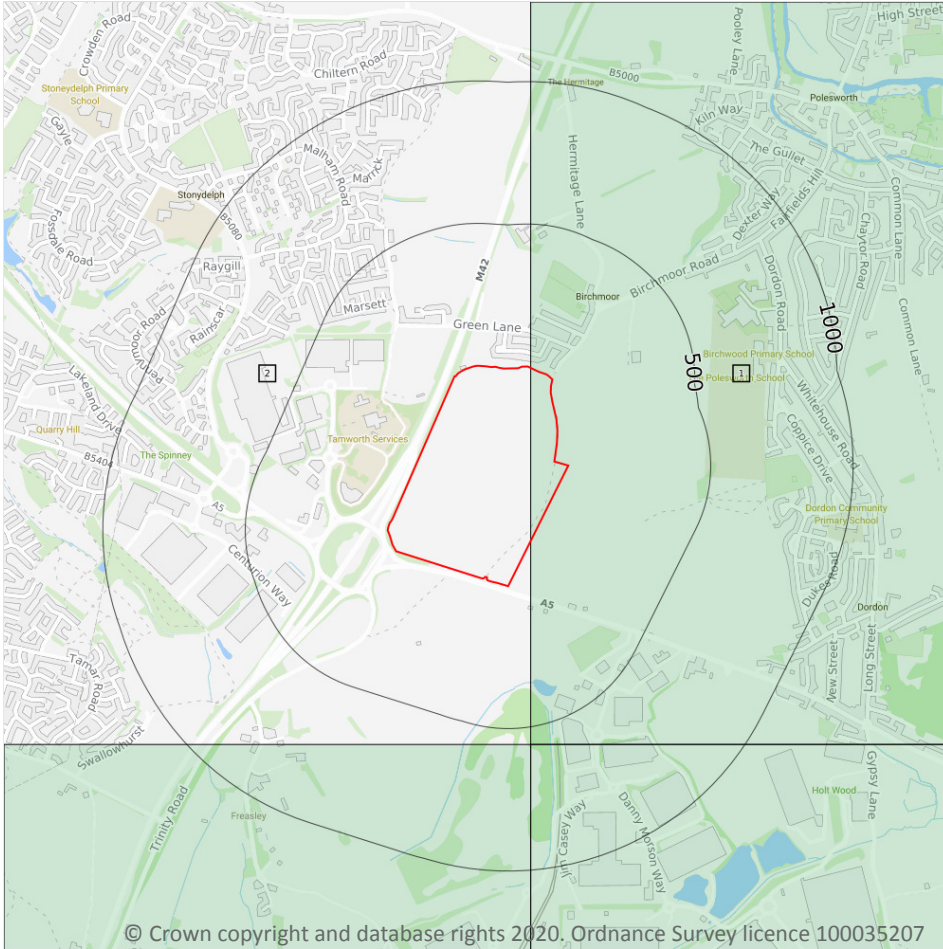 High Street
Pooley Lane
Crowden Road
Chiltern Road
B5000
The Hermitage
Stoneydelph Primary
School
Polesworth
Kiln Way
Gayle
Malham Road
Hermitage Lane
The Gullet
Marrick
Fairfields Hill
Dexter Way
Common Lane
Stonydelph
B5080
Chaytor Road
Fossdale Road
Raygill
M42
Birchmoor Road
Dordon Road
Birchmoor
Marsett
Rainscar
Pennymoor Road
Green Lane
1000
Common Lane
500
Birchwood Primary School
2
1
The Polesworth School
Lakeland Drive
Whitehouse Road
Quarry Hill
Tamworth Services
Coppice Drive
The Spinney
B5404
A5
Dordon Community
Primary School
Centurion Way
Dukes Road
A5
Dordon
New Street
Long Street
Tamar Road
Swallowhurst
Gypsy Lane
Trinity Road
Freasley
Holt Wood
Jim Casey Way
Danny Morson Way
© Crown copyright and database rights 2020. Ordnance Survey licence 100035207